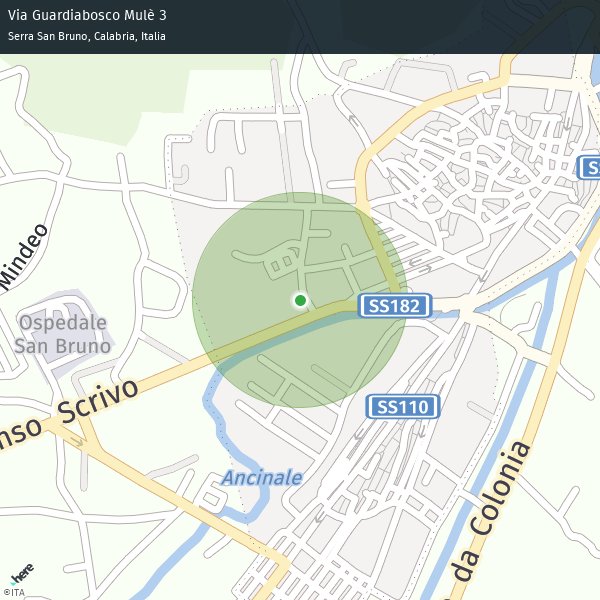 Via Guardiabosco Mulè 3
Serra San Bruno, Calabria, Italia
Mindeo
Ospedale
San Bruno
SS182
nso Scrivo
SS110
Ancinale
da Colonia
here
©ITA